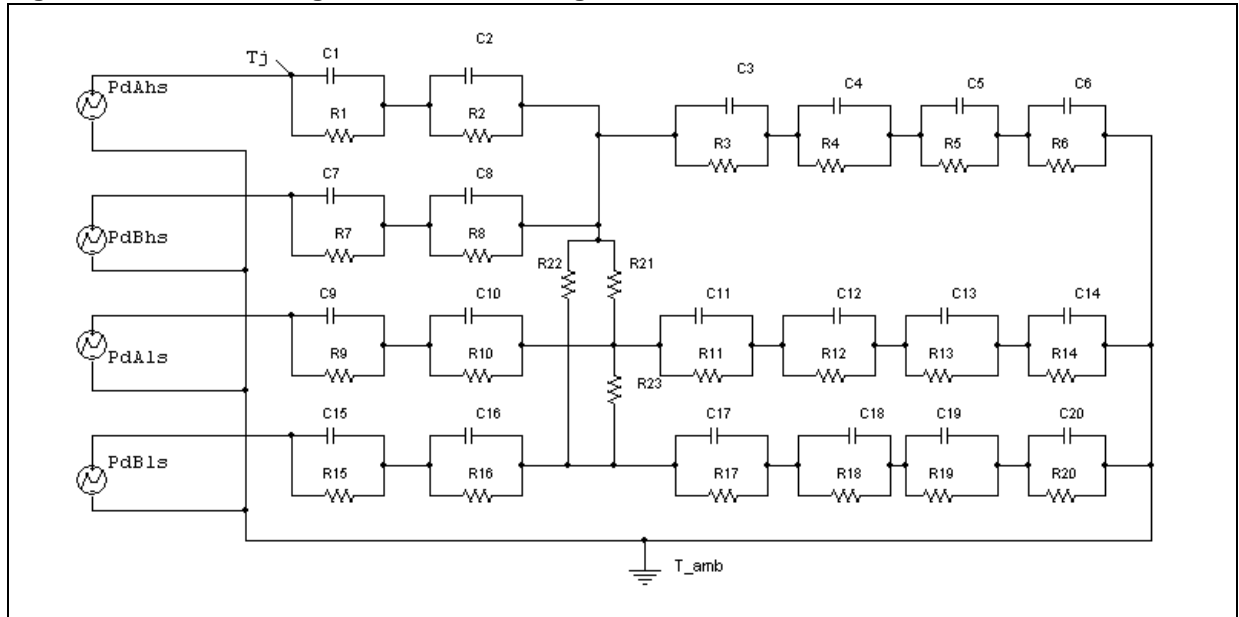 Tj
C1
C2
PdAhs
R1
R2
C3
C4
C5
C6
R3
R4
R5
R6
C7
C8
PdBhs
R7
R8
R22
R21
C9
C10
C11
C12
C13
C14
PdAls
R9
R10
R11
R12
R13
R14
R23
C15
C16
C17
C18
C19
C20
PdBls
R15
R16
R17
R18
R19
R20
T_amb